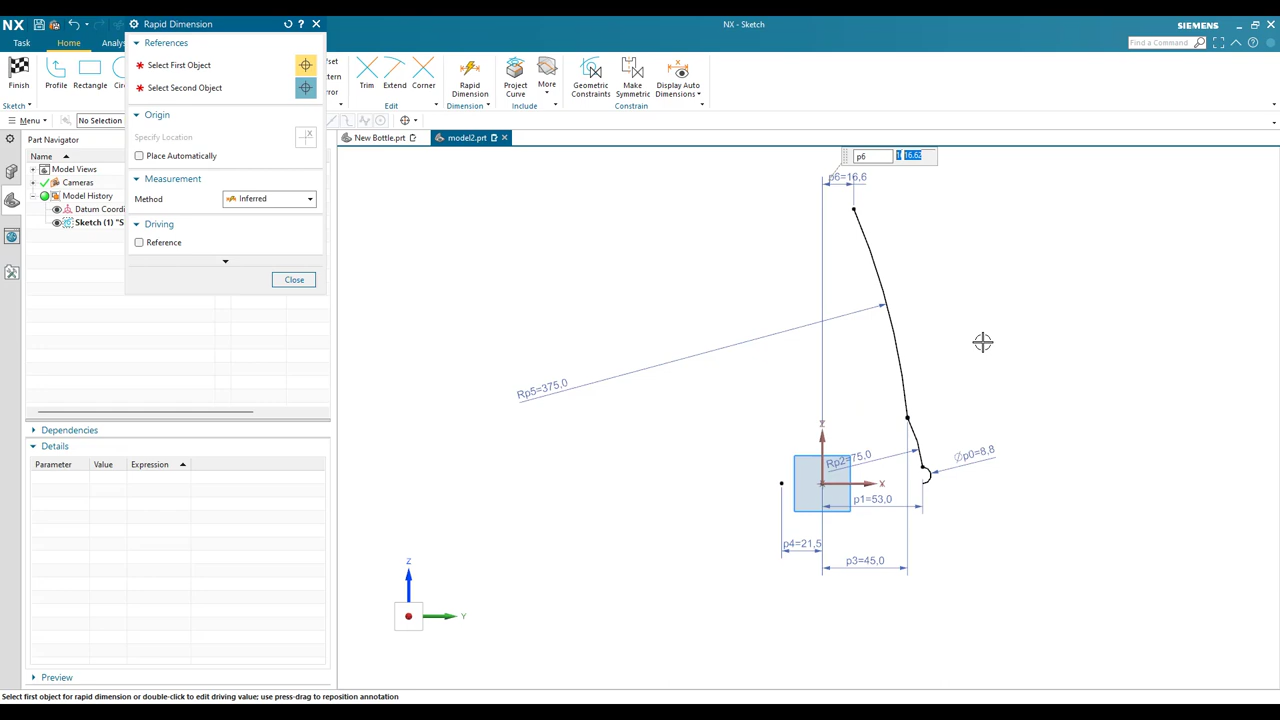 NX
Rapid Dimension
NX - Sketch
SIEMENS
Task
Home
Analys
References
Find a Command
Select First Object
Select Second Object
Finish
Profile
Rectangle
Trim
Extend
Corner
Rapid Dimension
Project Curve
More
Geometric Constraints
Make Symmetric
Display Auto Dimensions
Sketch
Edit
Dimension
Include
Constrain
Origin
Menu
No Selection
Specify Location
Part Navigator
New Bottle.prt
model2.prt
Place Automatically
Name
p6
16.62
Model Views
Cameras
Measurement
p6=16,6
Model History
Method
Inferred
Datum Coordi
Sketch (1) "S
Driving
Reference
Close
Rp5=375,0
Dependencies
Z
Details
Rp2=75,0
Øp0=8,8
Parameter
Value
Expression
X
p1=53,0
p4=21,5
p3=45,0
Z
Y
Preview
Select first object for rapid dimension or double-click to edit driving value; use press-drag to reposition annotation